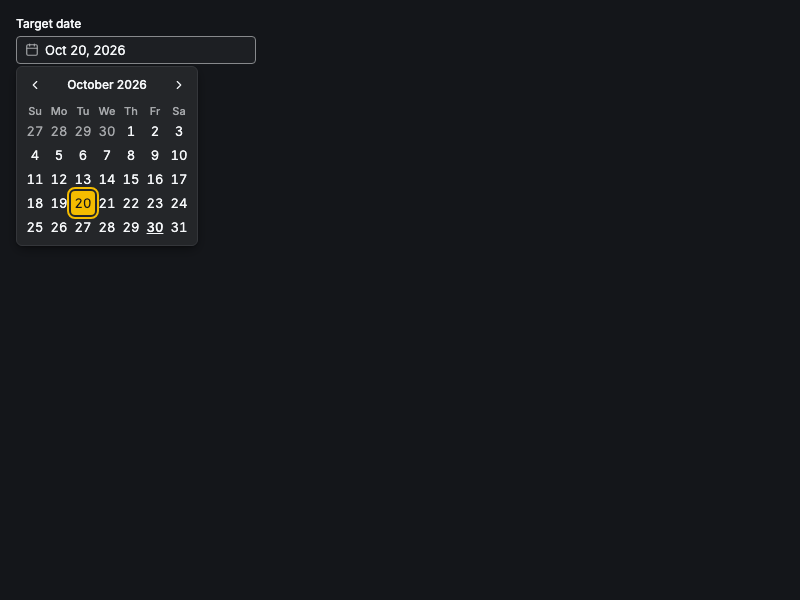 Target date
Oct 20, 2026
October 2026
Su Mo Tu We Th Fr Sa
27 28 29 30 1 2 3
4 5 6 7 8 9 10
11 12 13 14 15 16 17
18 19 20 21 22 23 24
25 26 27 28 29 30 31